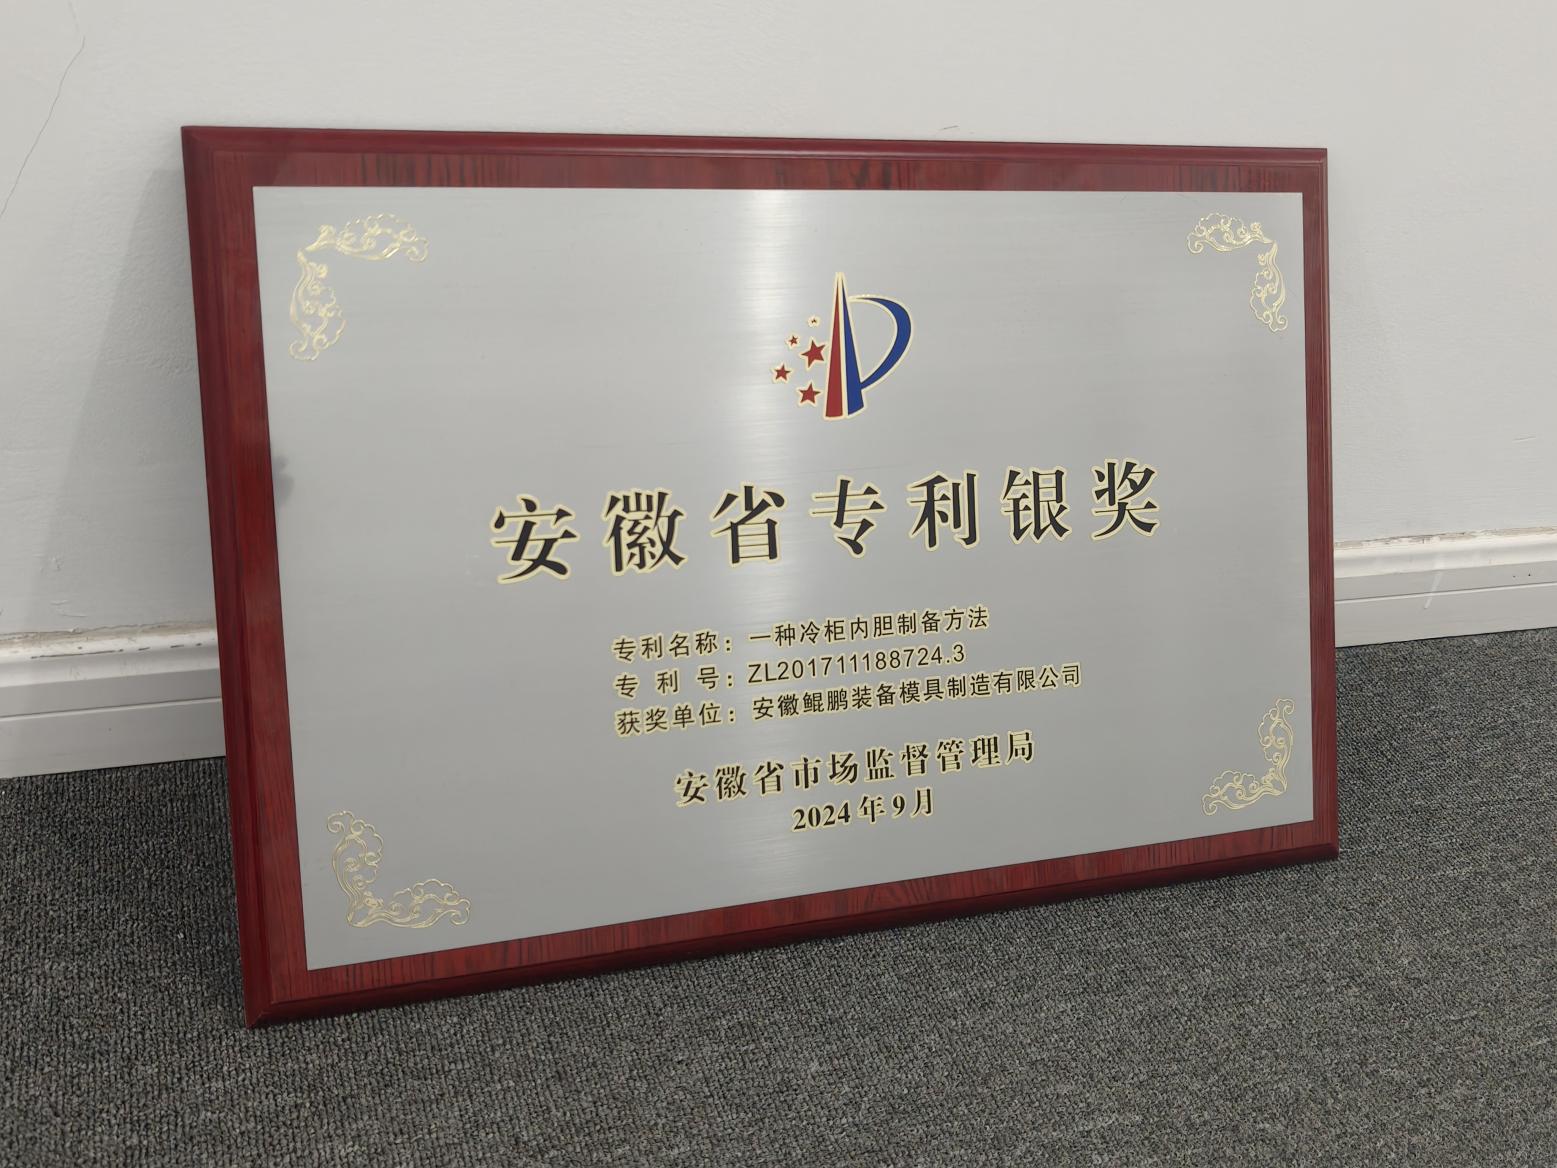 安徽省专利银奖
专利名称：一种冷柜内胆制备方法
专 利 号：ZL201711188724.3
获奖单位：安徽鲲鹏装备模具制造有限公司
安徽省市场监督管理局
2024年9月